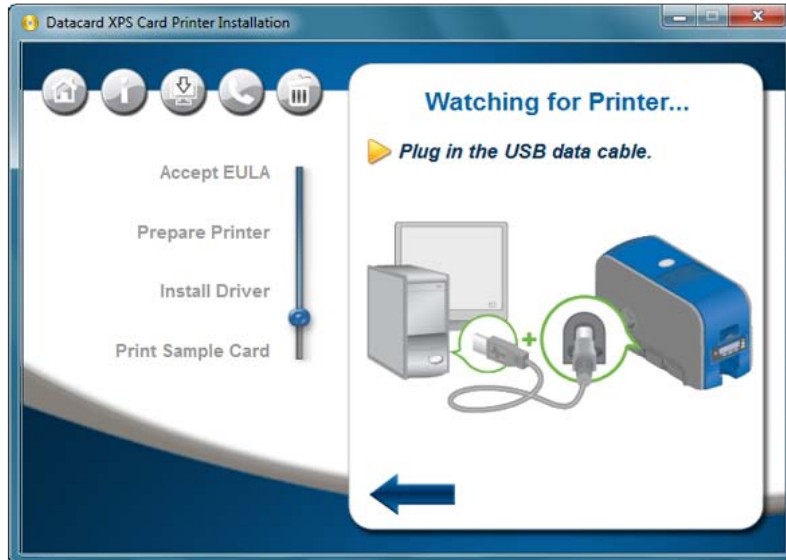 Datacard XPS Card Printer Installation
Watching for Printer...
Plug in the USB data cable.
Accept EULA
Prepare Printer
Install Driver
Print Sample Card